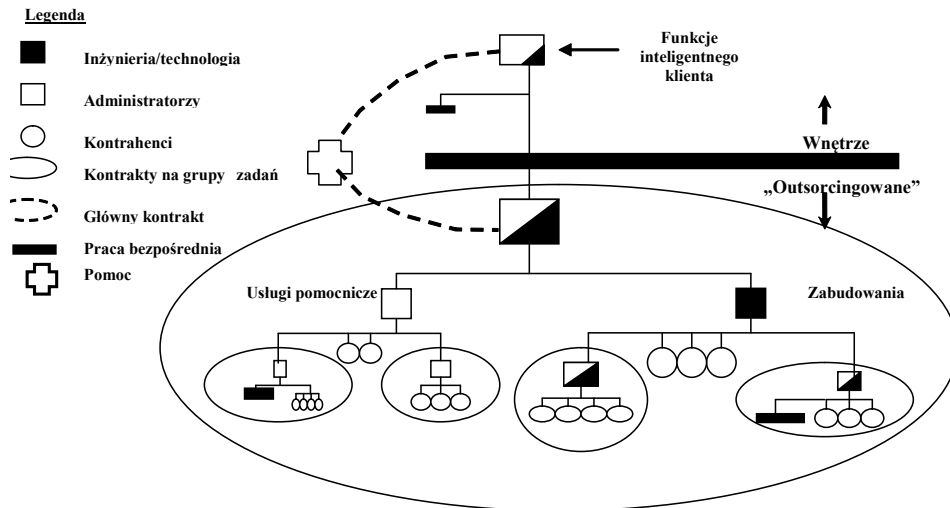 Legenda
Inżynieria/technologia
Administratorzy
Kontrahenci
Kontrakty na grupy zadań
Główny kontrakt
Praca bezpośrednia
Pomoc
Funkcje
inteligentnego
klienta
Wnętrze
„Outsorcingowane”
Usługi pomocnicze
Zabudowania